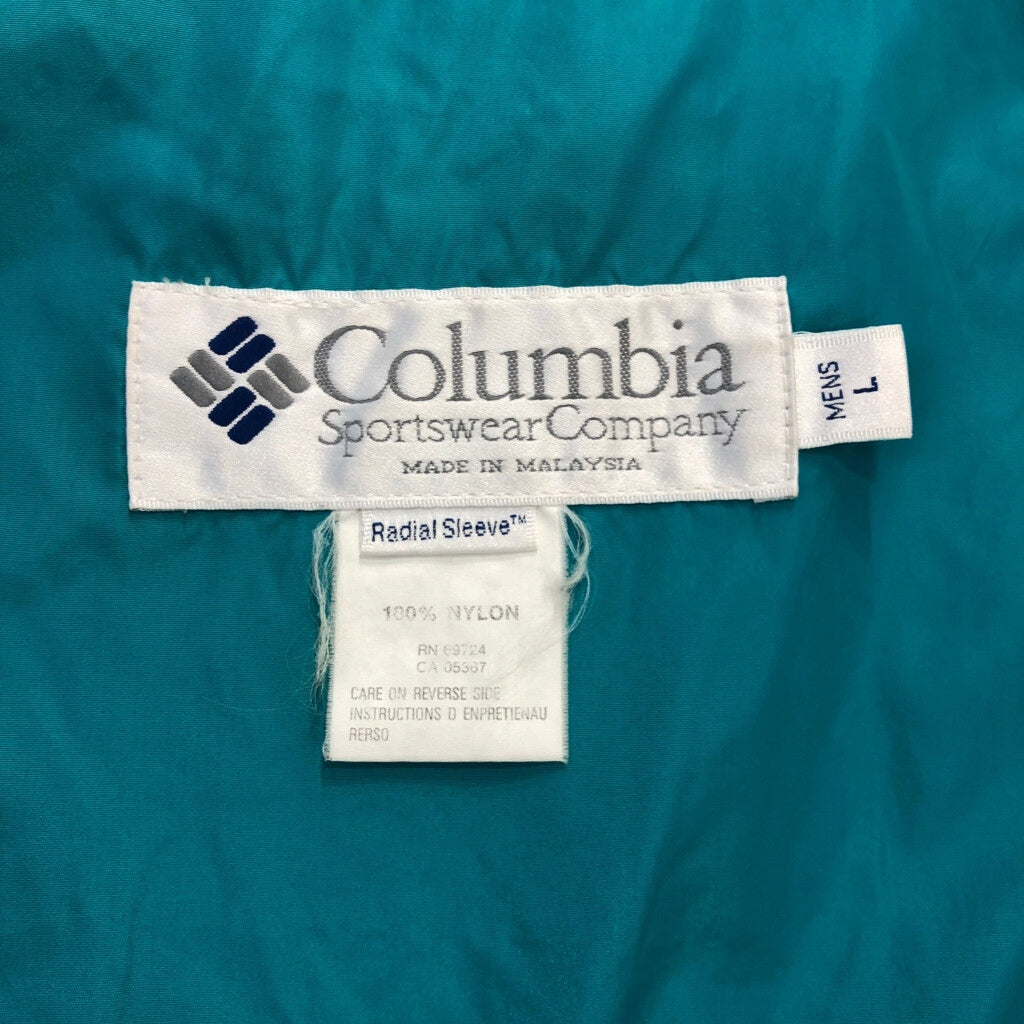 Columbia
Sportswear Company
MADE IN MALAYSIA
MENS
L
Radial Sleeve™
100% NYLON
RN 69724
CA 05367
CARE ON REVERSE SIDE
INSTRUCTIONS D ENPRETIENAU
RERSO